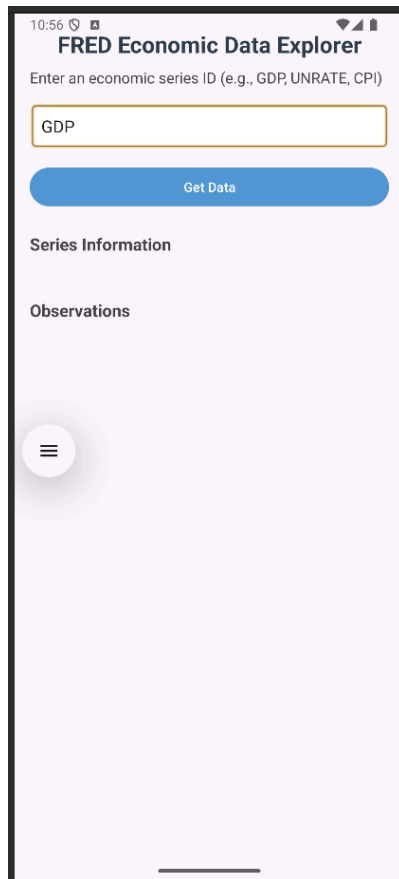 10:56
FRED Economic Data Explorer
Enter an economic series ID (e.g., GDP, UNRATE, CPI)
GDP
Get Data
Series Information
Observations